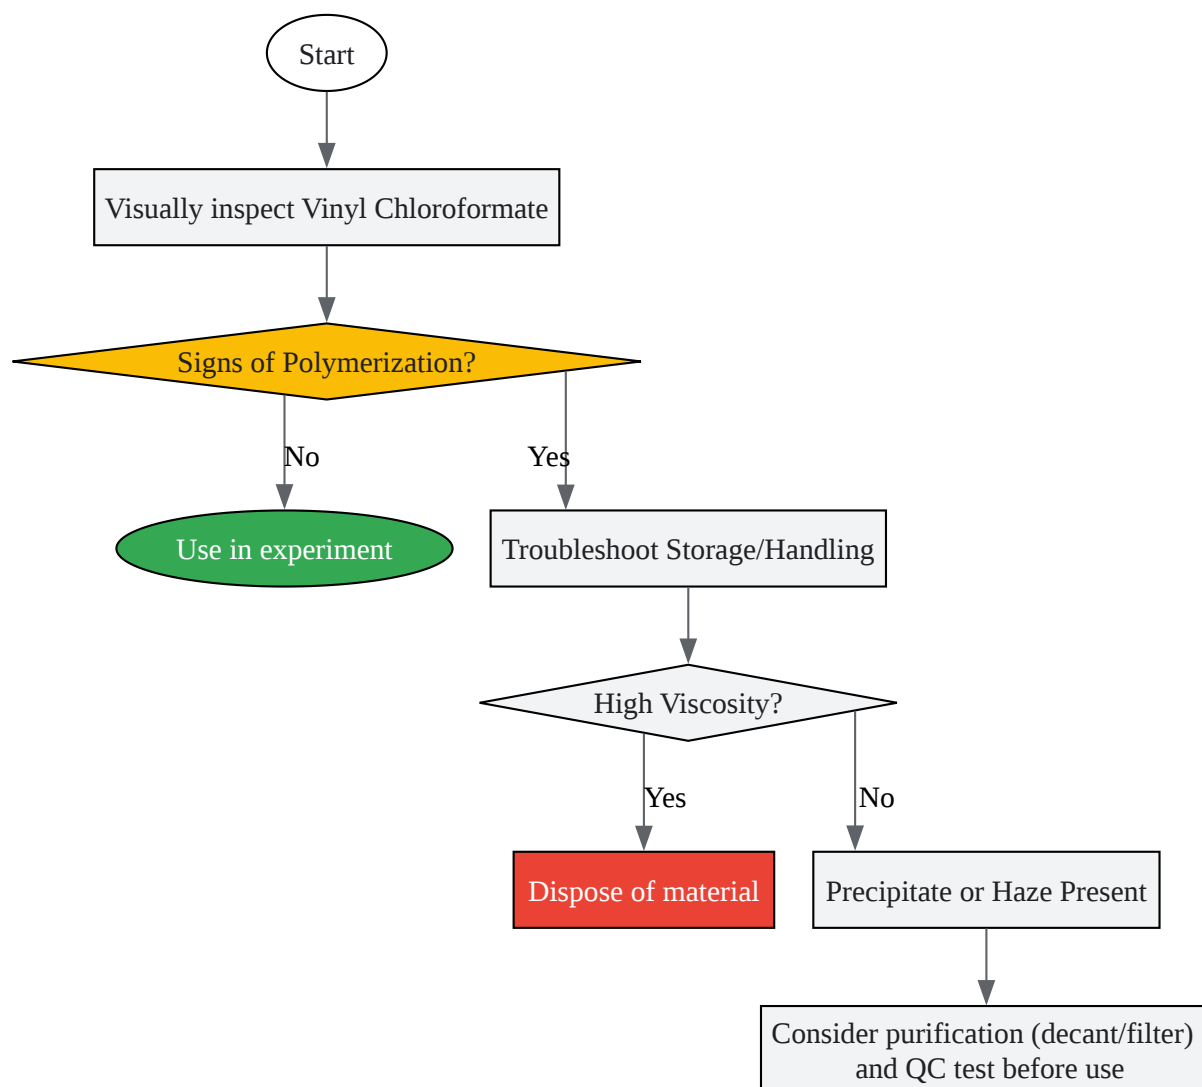 Start
Visually inspect Vinyl Chloroformate
Signs of Polymerization?
No
Yes
Use in experiment
Troubleshoot Storage/Handling
High Viscosity?
Yes
No
Dispose of material
Precipitate or Haze Present
Consider purification (decant/filter)
and QC test before use